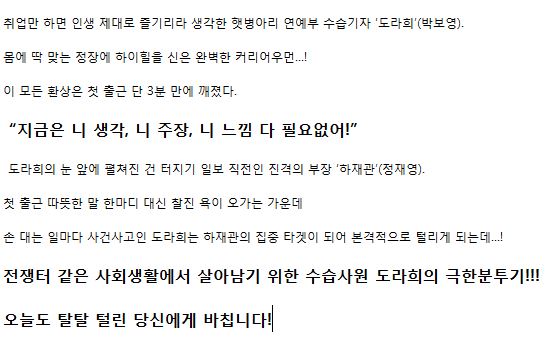 취업만 하면 인생 제대로 즐기리라 생각한 햇병아리 연예부 수습기자 ‘도라희’(박보영).
몸에 딱 맞는 정장에 하이힐을 신은 완벽한 커리어우먼...!
이 모든 환상은 첫 출근 단 3분 만에 깨졌다.
“지금은 니 생각, 니 주장, 니 느낌 다 필요없어!”
도라희의 눈 앞에 펼쳐진 건 터지기 일보 직전인 진격의 부장 ‘하재관’(정재영).
첫 출근 따뜻한 말 한마디 대신 찰진 욕이 오가는 가운데
손 대는 일마다 사건사고인 도라희는 하재관의 집중 타겟이 되어 본격적으로 털리게 되는데...!
전쟁터 같은 사회생활에서 살아남기 위한 수습사원 도라희의 극한분투기!!!
오늘도 탈탈 털린 당신에게 바칩니다!